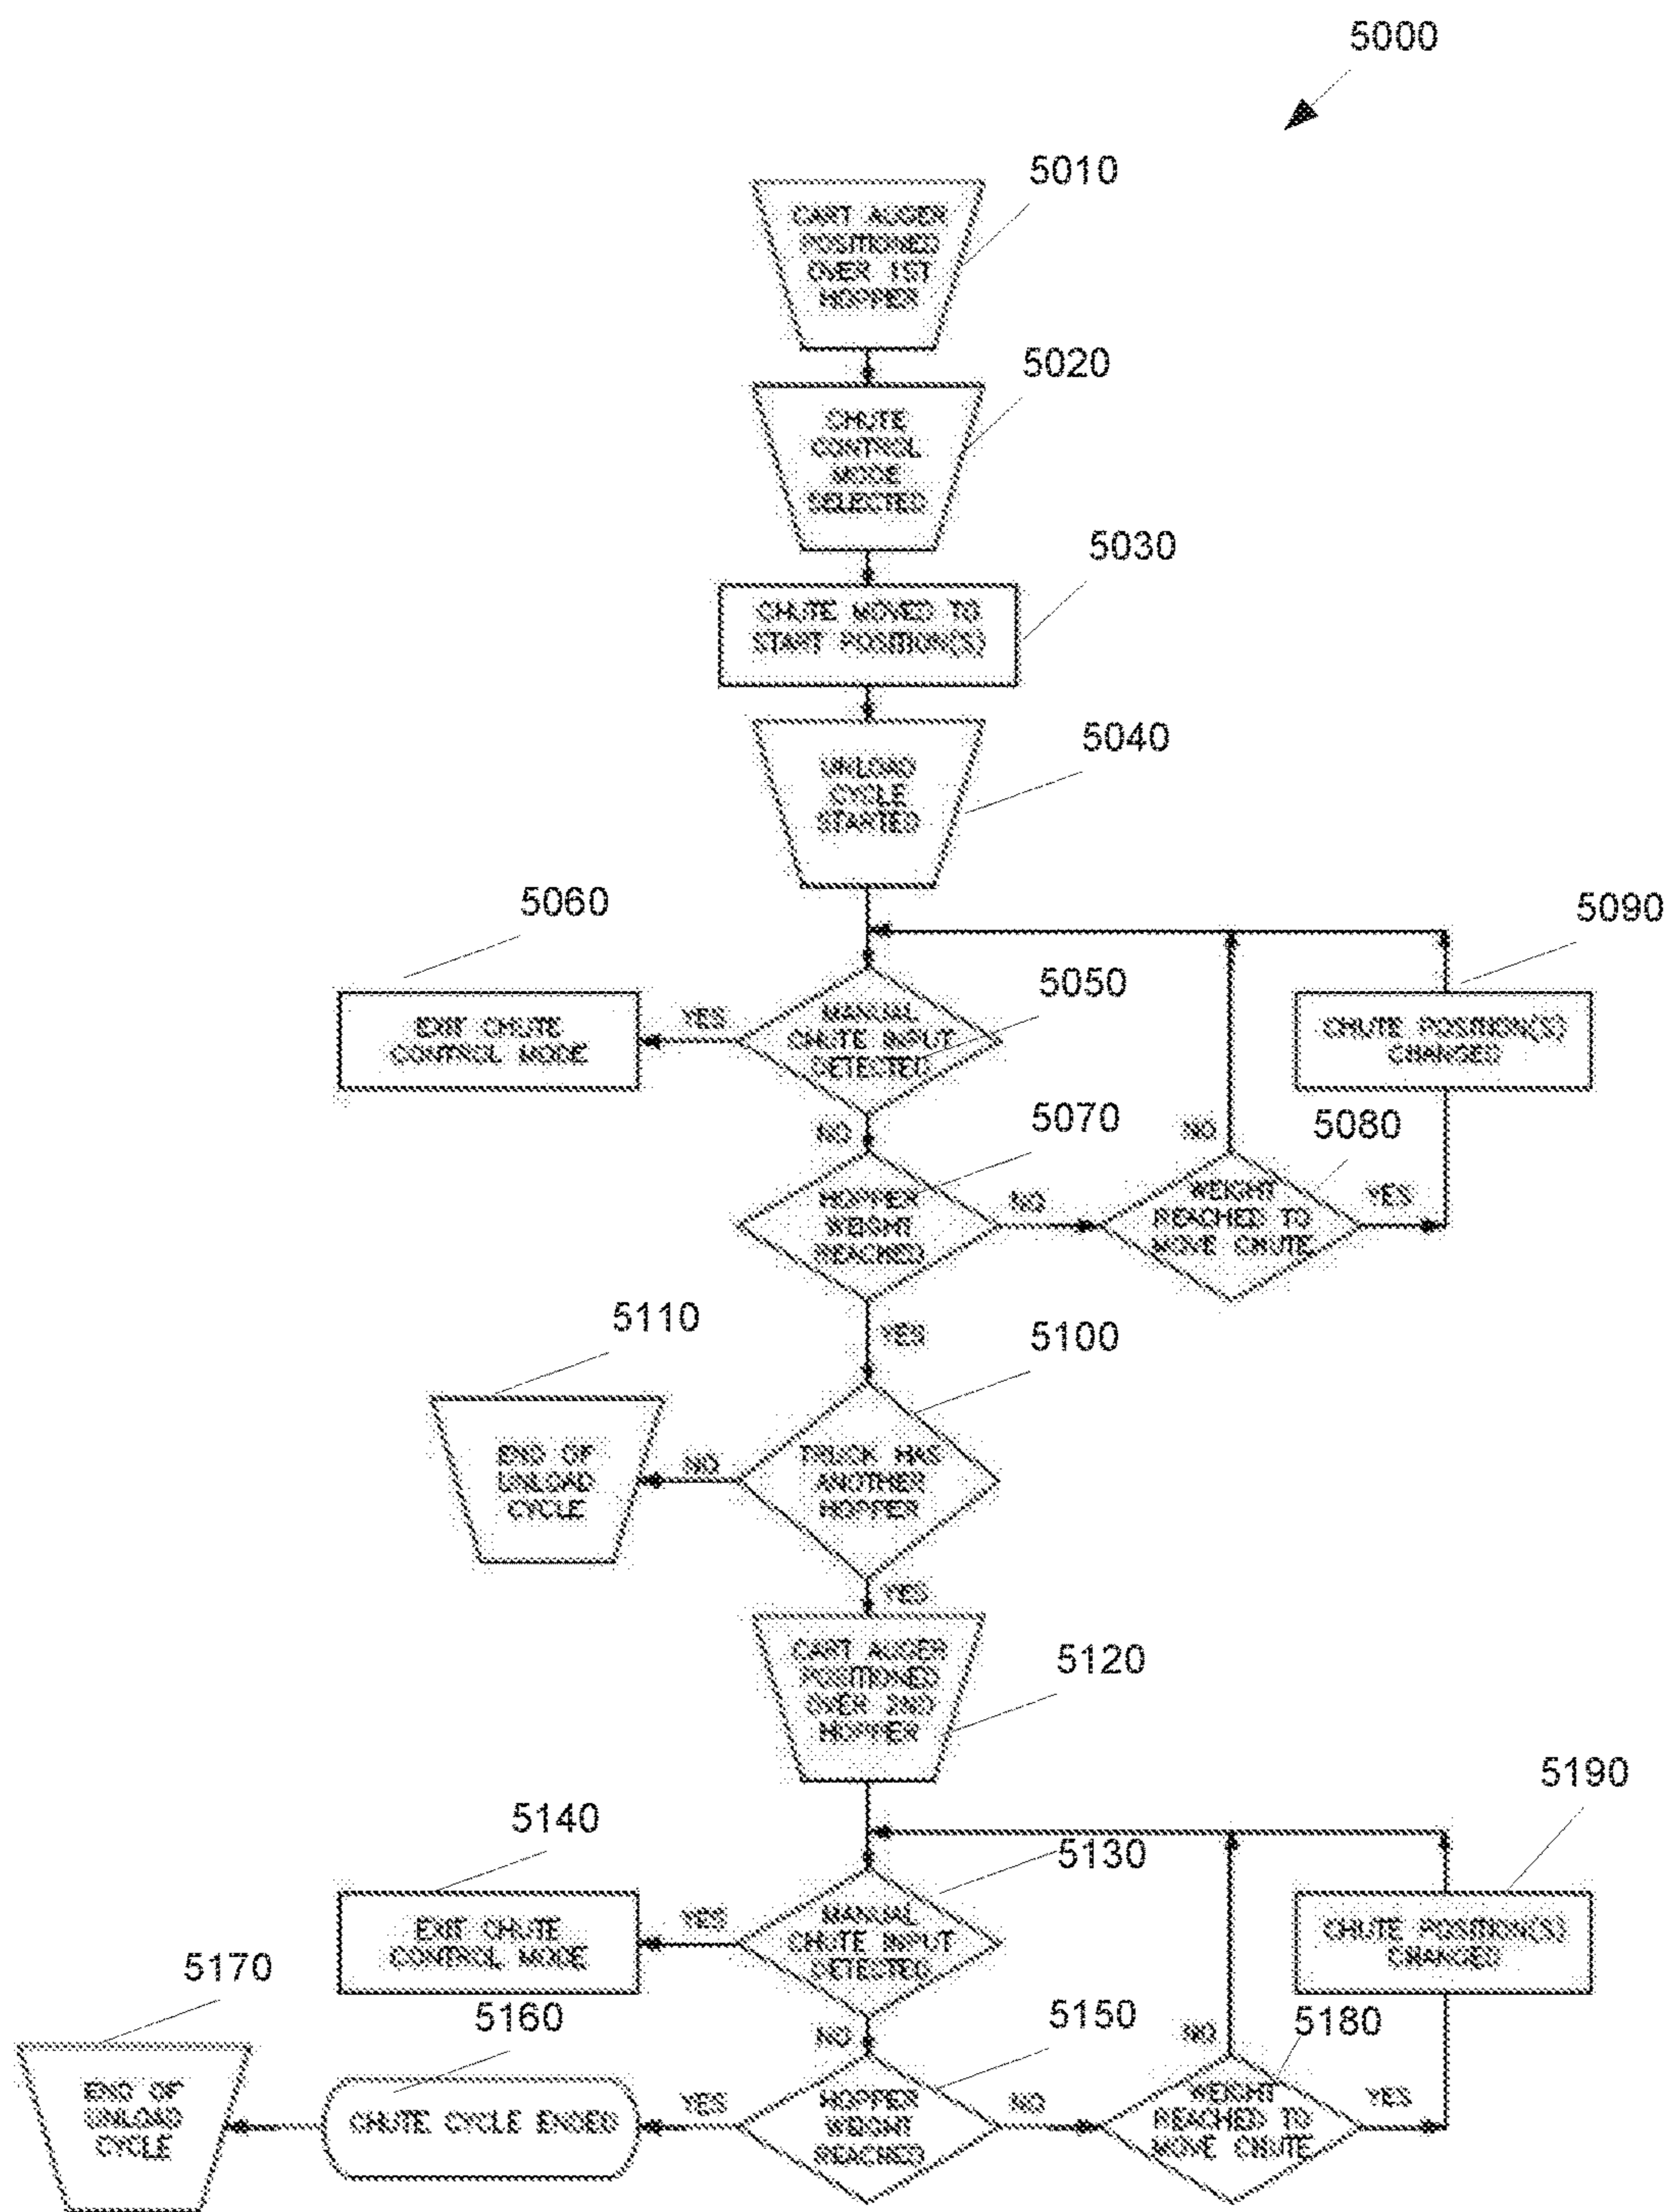 5000
5010
CART AUGER
POSITIONED
OVER 1ST
HOPPER
5020
CHUTE
CONTROL
MODE
SELECTED
5030
CHUTE MOVED TO
START POSITION(S)
5040
UNLOAD
CYCLE
STARTED
5060
5090
5050
EXIT CHUTE
CONTROL MODE
YES
MANUAL
CHUTE INPUT
DETECTED
CHUTE POSITION(S)
CHANGED
NO
5070
NO
5080
HOPPER
WEIGHT
REACHED
NO
WEIGHT
REACHED TO
MOVE CHUTE
YES
5110
YES
5100
END OF
UNLOAD
CYCLE
NO
TRUCK HAS
ANOTHER
HOPPER
YES
CART AUGER
POSITIONED
OVER 2ND
HOPPER
5120
5190
5140
5130
EXIT CHUTE
CONTROL MODE
YES
MANUAL
CHUTE INPUT
DETECTED
CHUTE POSITION(S)
CHANGED
5170
5160
NO
5150
NO
5180
END OF
UNLOAD
CYCLE
CHUTE CYCLE ENDED
YES
HOPPER
WEIGHT
REACHED
NO
WEIGHT
REACHED TO
MOVE CHUTE
YES